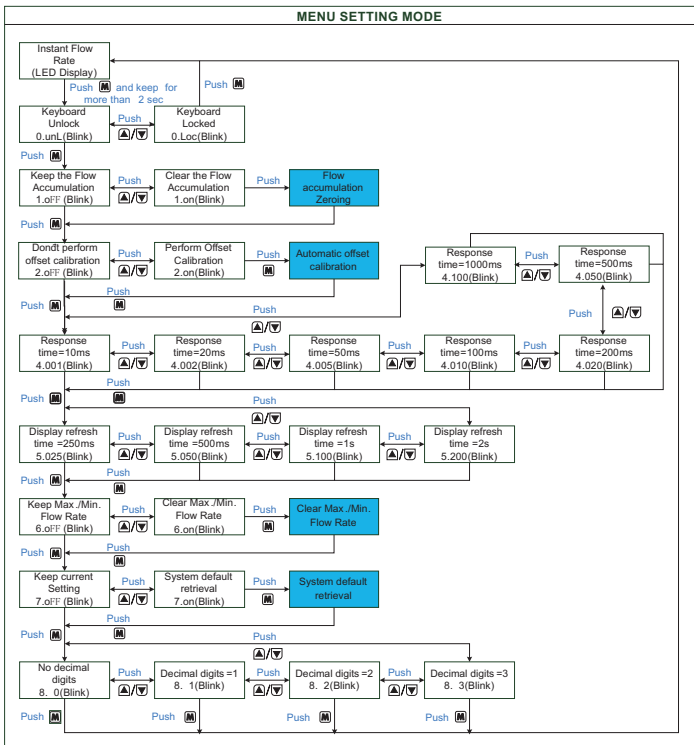 MENU SETTING MODE
Instant Flow
Rate
(LED Display)
Push M and keep for
more than 2 sec
Push M
Keyboard
Unlock
0.unL(Blink)
Push
▲/▼
Keyboard
Locked
0.Loc(Blink)
Push M
Keep the Flow
Accumulation
1.oFF (Blink)
Push
▲/▼
Clear the Flow
Accumulation
1.on(Blink)
Push
Flow
accumulation
Zeroing
Push M
Dondt perform
offset calibration
2.oFF (Blink)
Push
▲/▼
Perform Offset
Calibration
2.on(Blink)
Push
M
Automatic offset
calibration
Response
time=1000ms
4.100(Blink)
Push
▲/▼
Response
time=500ms
4.050(Blink)
Push M
M
Push
▲/▼
Push ▲/▼
Response
time=10ms
4.001(Blink)
Push
▲/▼
Response
time=20ms
4.002(Blink)
Push
▲/▼
Response
time=50ms
4.005(Blink)
Push
▲/▼
Response
time=100ms
4.010(Blink)
Push
▲/▼
Response
time=200ms
4.020(Blink)
Push M
Push
M
Push
▲/▼
Display refresh
time =250ms
5.025(Blink)
Push
▲/▼
Display refresh
time =500ms
5.050(Blink)
Push
▲/▼
Display refresh
time =1s
5.100(Blink)
Push
▲/▼
Display refresh
time =2s
5.200(Blink)
Push M
Push
M
Keep Max./Min.
Flow Rate
6.oFF (Blink)
Push
▲/▼
Clear Max./Min.
Flow Rate
6.on(Blink)
Push
M
Clear Max./Min.
Flow Rate
Push M
Push
M
Keep current
Setting
7.oFF (Blink)
Push
▲/▼
System default
retrieval
7.on(Blink)
Push
M
System default
retrieval
Push M
Push
M
Push
▲/▼
No decimal
digits
8. 0(Blink)
Push
▲/▼
Decimal digits =1
8. 1(Blink)
Push
▲/▼
Decimal digits =2
8. 2(Blink)
Push
▲/▼
Decimal digits =3
8. 3(Blink)
Push M
Push M
Push M
Push M